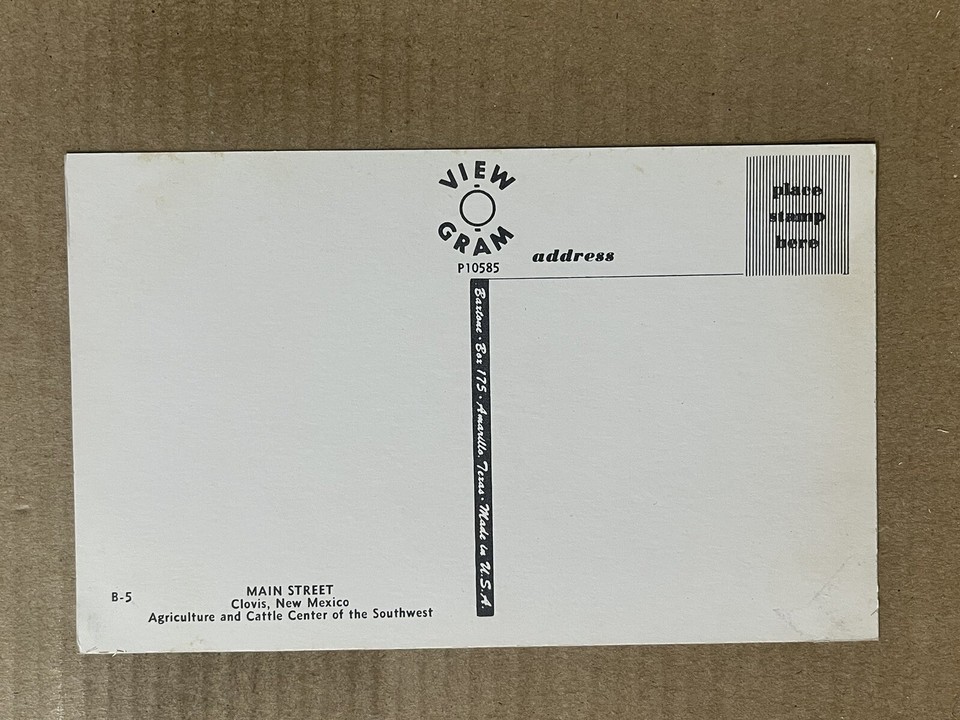 VIEW
GRAM
P10585
address
place
stamp
here
Baxtone · Box 175 · Amarillo, Texas · Made in U.S.A.
B-5
MAIN STREET
Clovis, New Mexico
Agriculture and Cattle Center of the Southwest